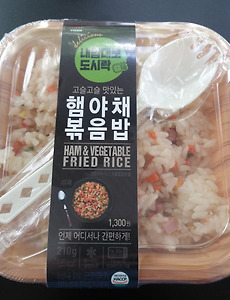 내맘대로
도시락
고슬고슬 맛있는
햄야채
볶음밥
HAM & VEGETABLE
FRIED RICE
1,300원
언제 어디서나 간편하게!
210g
HACCP